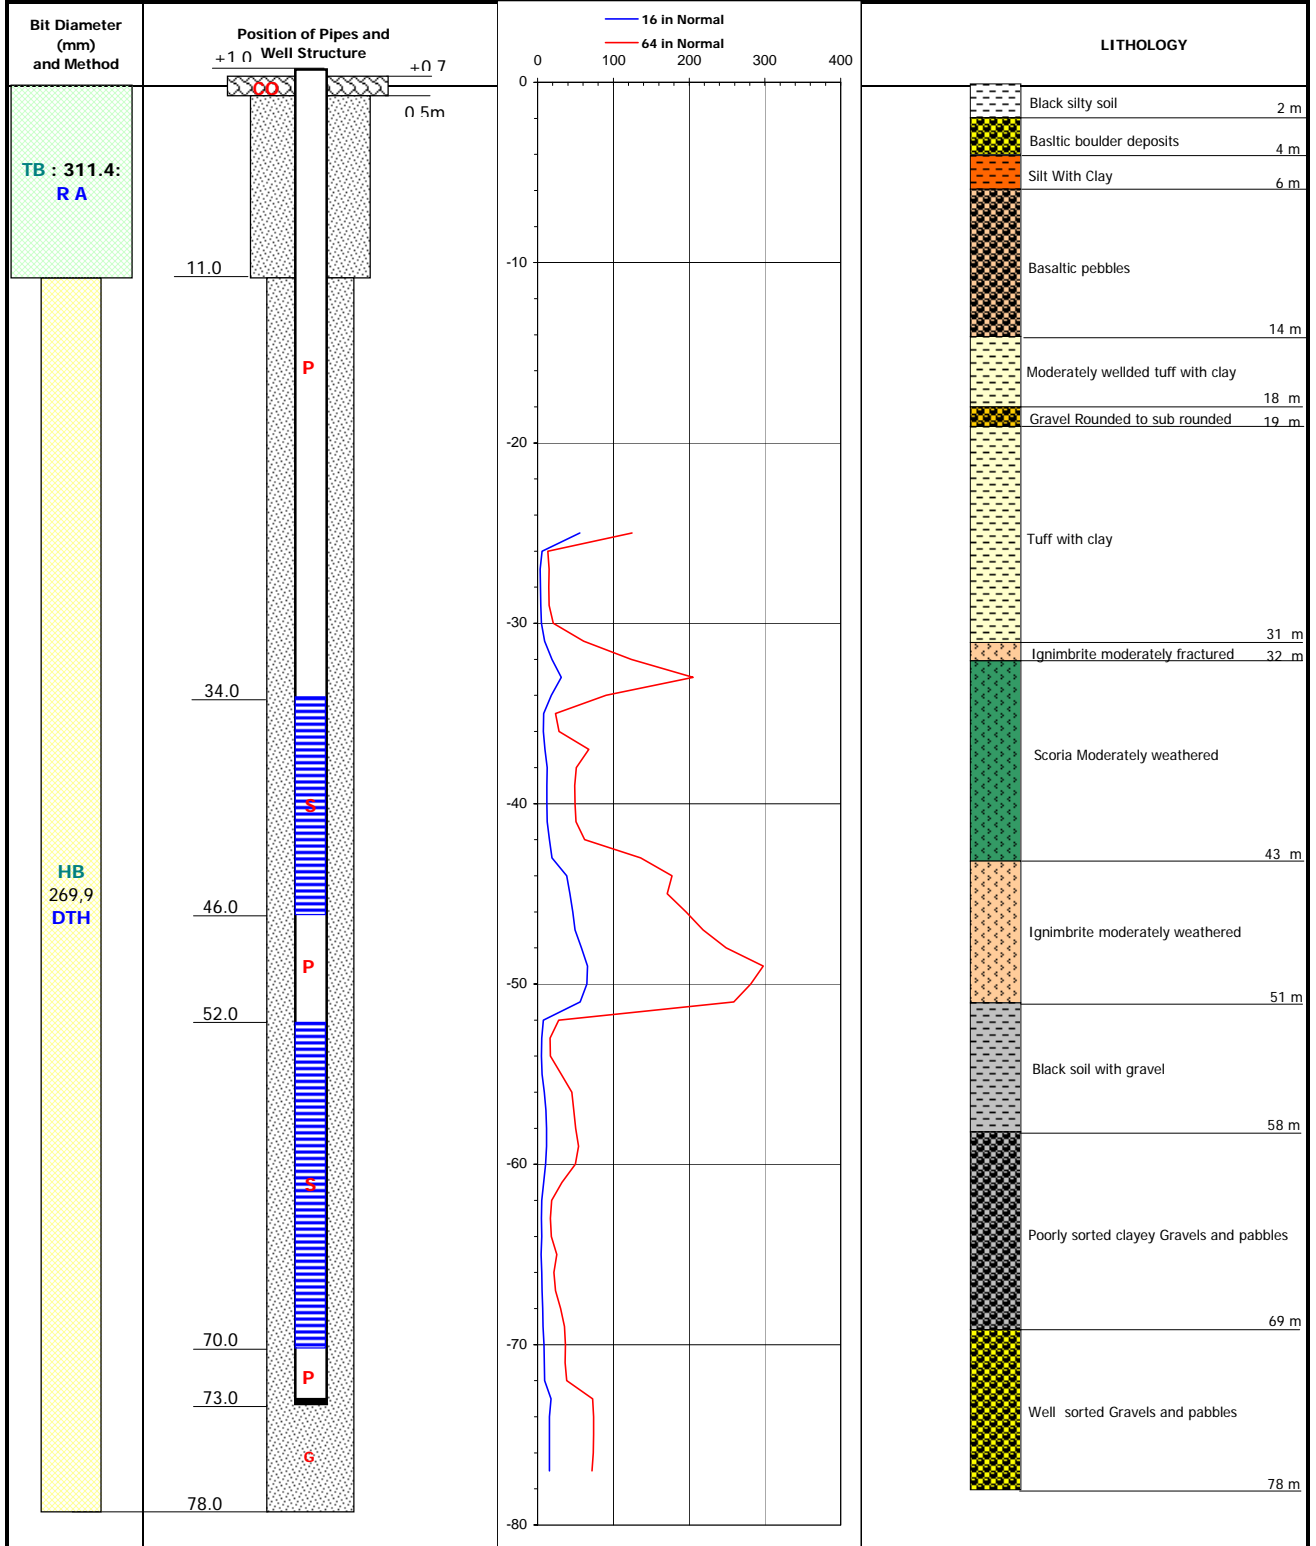 Bit Diameter
(mm)
and Method
Position of Pipes and
Well Structure
16 in Normal
64 in Normal
LITHOLOGY
+1.0
+0.7
CO
0.5m
0 100 200 300 400
0
-10
-20
-30
-40
-50
-60
-70
-80
TB : 311.4:
R A
HB
269,9
DTH
11.0
P
34.0
S
46.0
P
52.0
S
70.0
P
73.0
G
78.0
Black silty soil 2 m
Basltic boulder deposits 4 m
Silt With Clay 6 m
Basaltic pebbles
14 m
Moderately wellded tuff with clay
18 m
Gravel Rounded to sub rounded 19 m
Tuff with clay
31 m
Ignimbrite moderately fractured 32 m
Scoria Moderately weathered
43 m
Ignimbrite moderately weathered
51 m
Black soil with gravel
58 m
Poorly sorted clayey Gravels and pabbles
69 m
Well sorted Gravels and pabbles
78 m